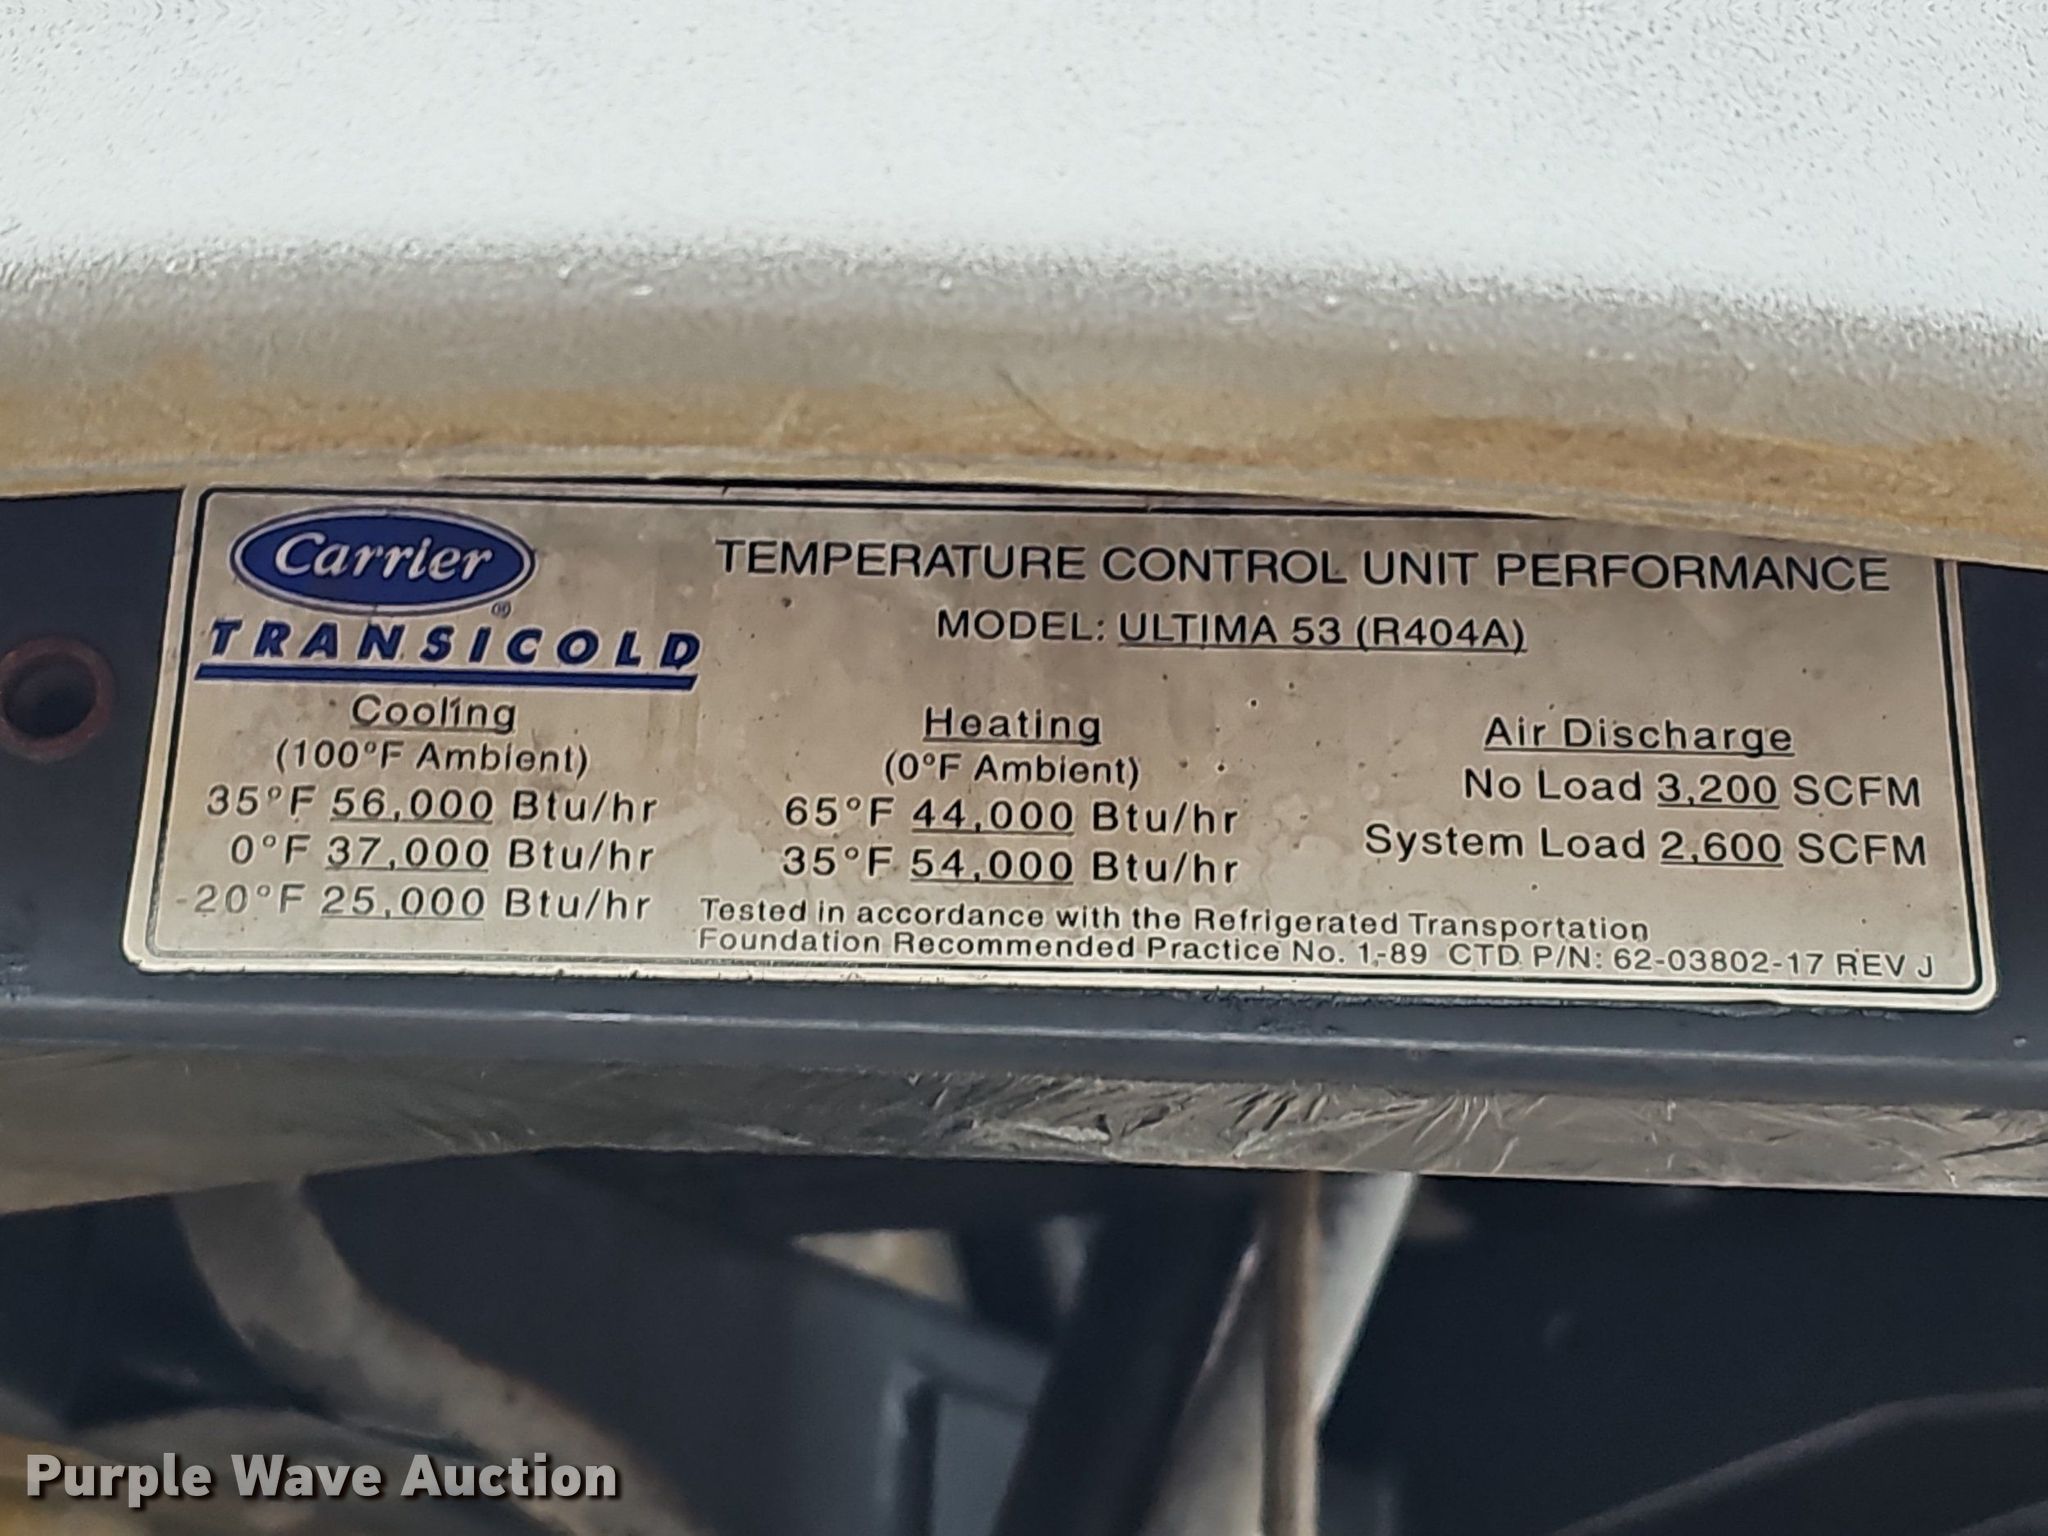 Carrier ®
TRANSICOLD
TEMPERATURE CONTROL UNIT PERFORMANCE
MODEL: ULTIMA 53 (R404A)
Cooling
(100°F Ambient)
35°F 56,000 Btu/hr
0°F 37,000 Btu/hr
-20°F 25,000 Btu/hr
Heating
(0°F Ambient)
65°F 44,000 Btu/hr
35°F 54,000 Btu/hr
Air Discharge
No Load 3,200 SCFM
System Load 2,600 SCFM
Tested in accordance with the Refrigerated Transportation
Foundation Recommended Practice No. 1-89 CTD P/N: 62-03802-17 REV J
Purple Wave Auction